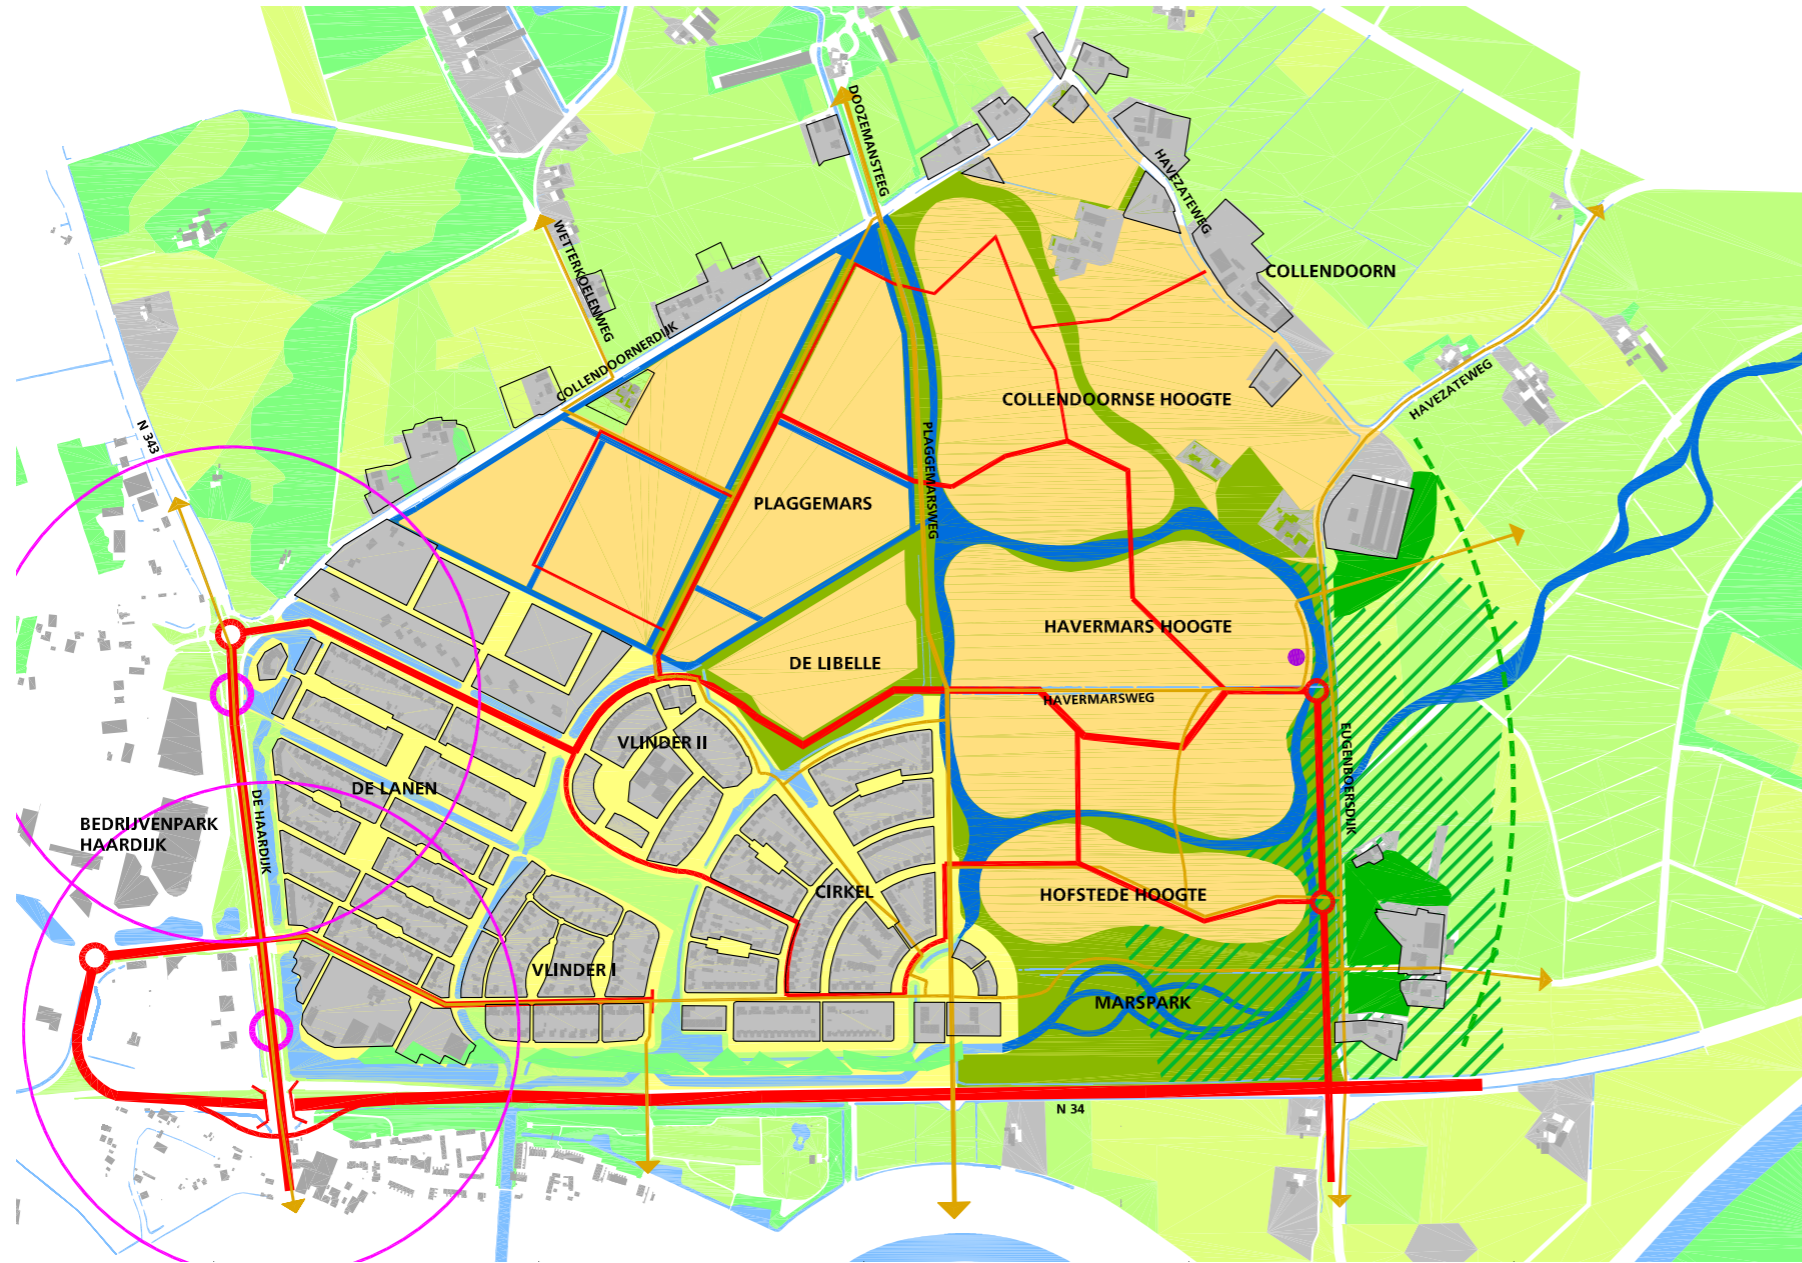 DOOZEMANSTEEG
HAVEZATEWEG
WETTERKOELENWEG
COLLENDOORN
COLLENDOORNERDIJK
HAVEZATEWEG
COLLENDOORNSE HOOGTE
N 343
PLAGGEMARSWEG
PLAGGEMARS
HAVERMARS HOOGTE
DE LIBELLE
HAVERMARSWEG
VLINDER II
EUGENBOERSDIJK
DE LANEN
BEDRIJVENPARK
HAARDIJK
DE HAARDIJK
CIRKEL
HOFSTEDE HOOGTE
VLINDER I
MARSPARK
N 34